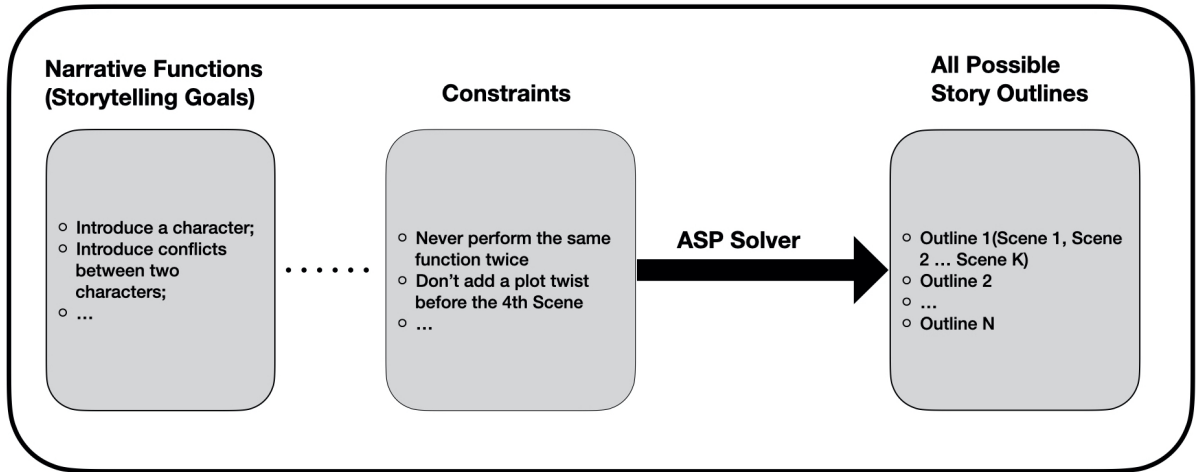 Narrative Functions
(Storytelling Goals)
Introduce a character;
Introduce conflicts
between two
characters;
...
Constraints
Never perform the same
function twice
Don’t add a plot twist
before the 4th Scene
...
ASP Solver
All Possible
Story Outlines
Outline 1(Scene 1, Scene
2 ... Scene K)
Outline 2
...
Outline N